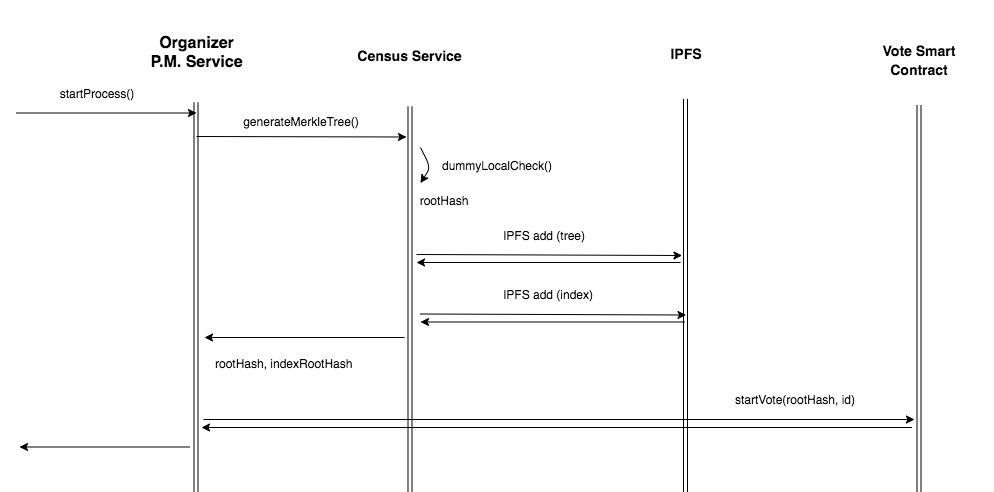 Organizer
P.M. Service
Census Service
IPFS
Vote Smart
Contract
startProcess()
generateMerkleTree()
dummyLocalCheck()
rootHash
IPFS add (tree)
IPFS add (index)
rootHash, indexRootHash
startVote(rootHash, id)